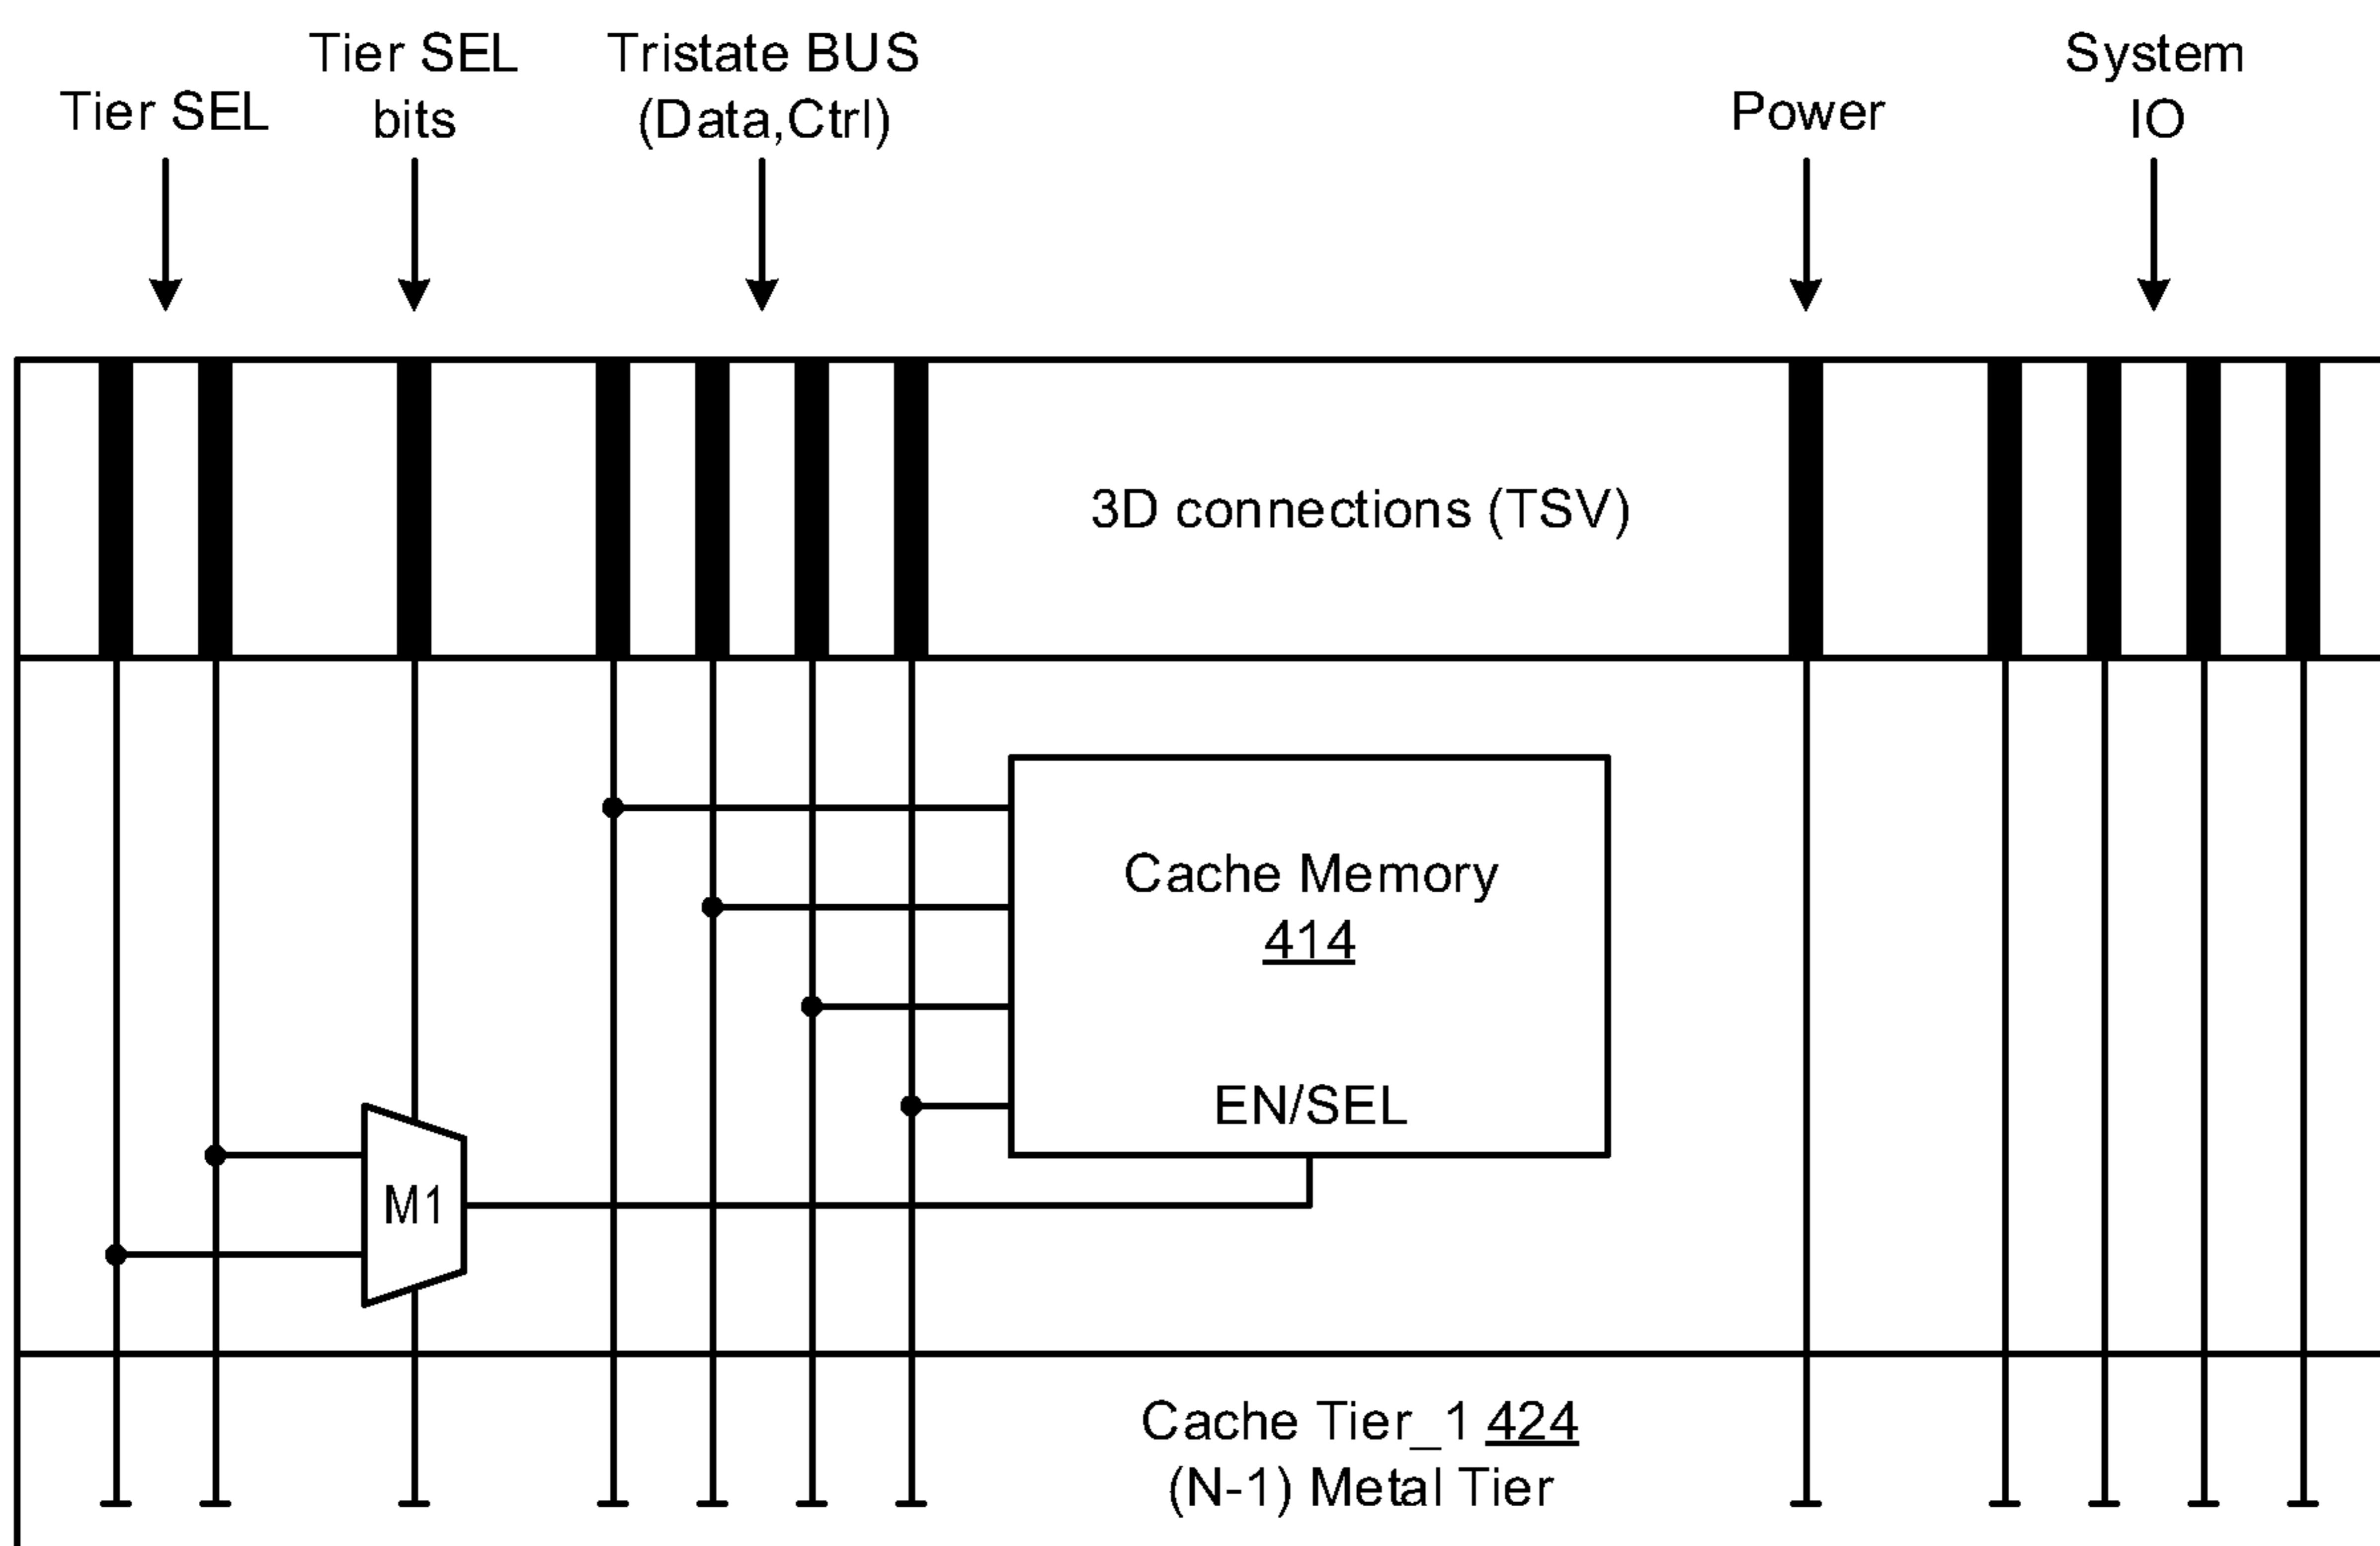 Tier SEL
Tier SEL
bits
Tristate BUS
(Data,Ctrl)
Power
System
IO
3D connections (TSV)
Cache Memory
414
EN/SEL
M1
Cache Tier_1 424
(N-1) Metal Tier